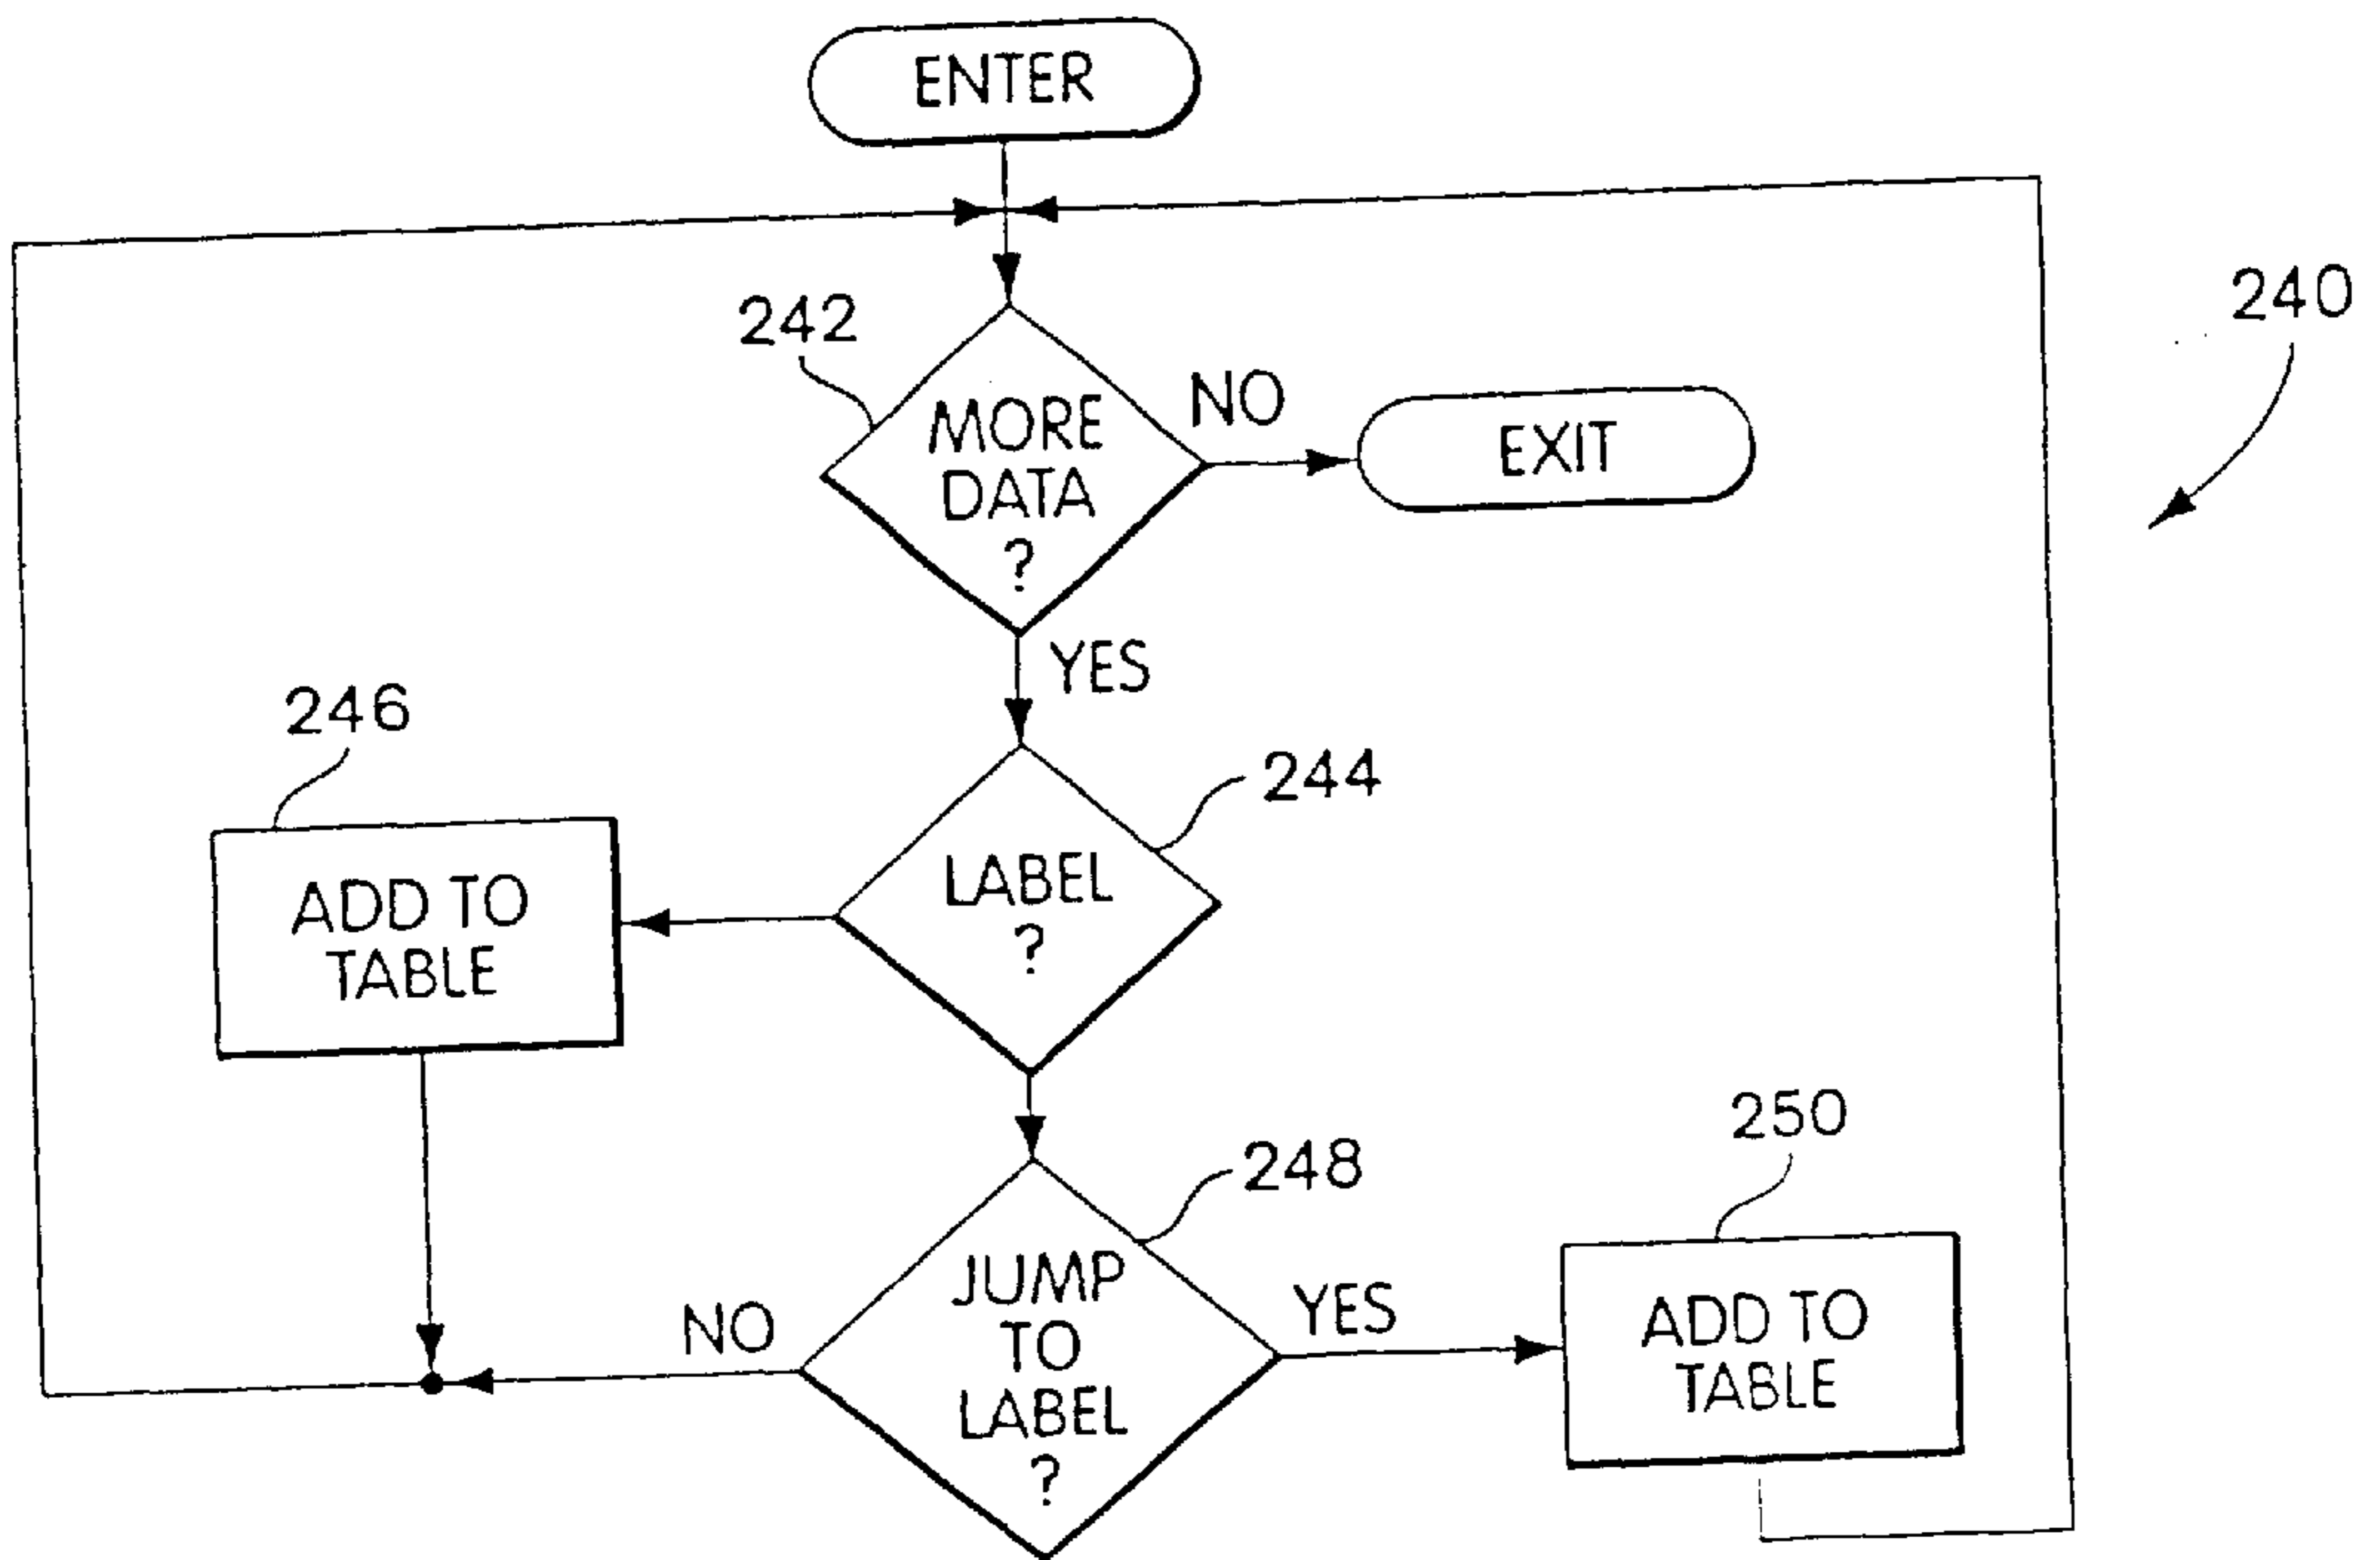 ENTER
240
242
MORE
DATA
?
NO
EXIT
YES
246
244
ADD TO
TABLE
LABEL
?
248
250
JUMP
TO
LABEL
?
NO
YES
ADD TO
TABLE